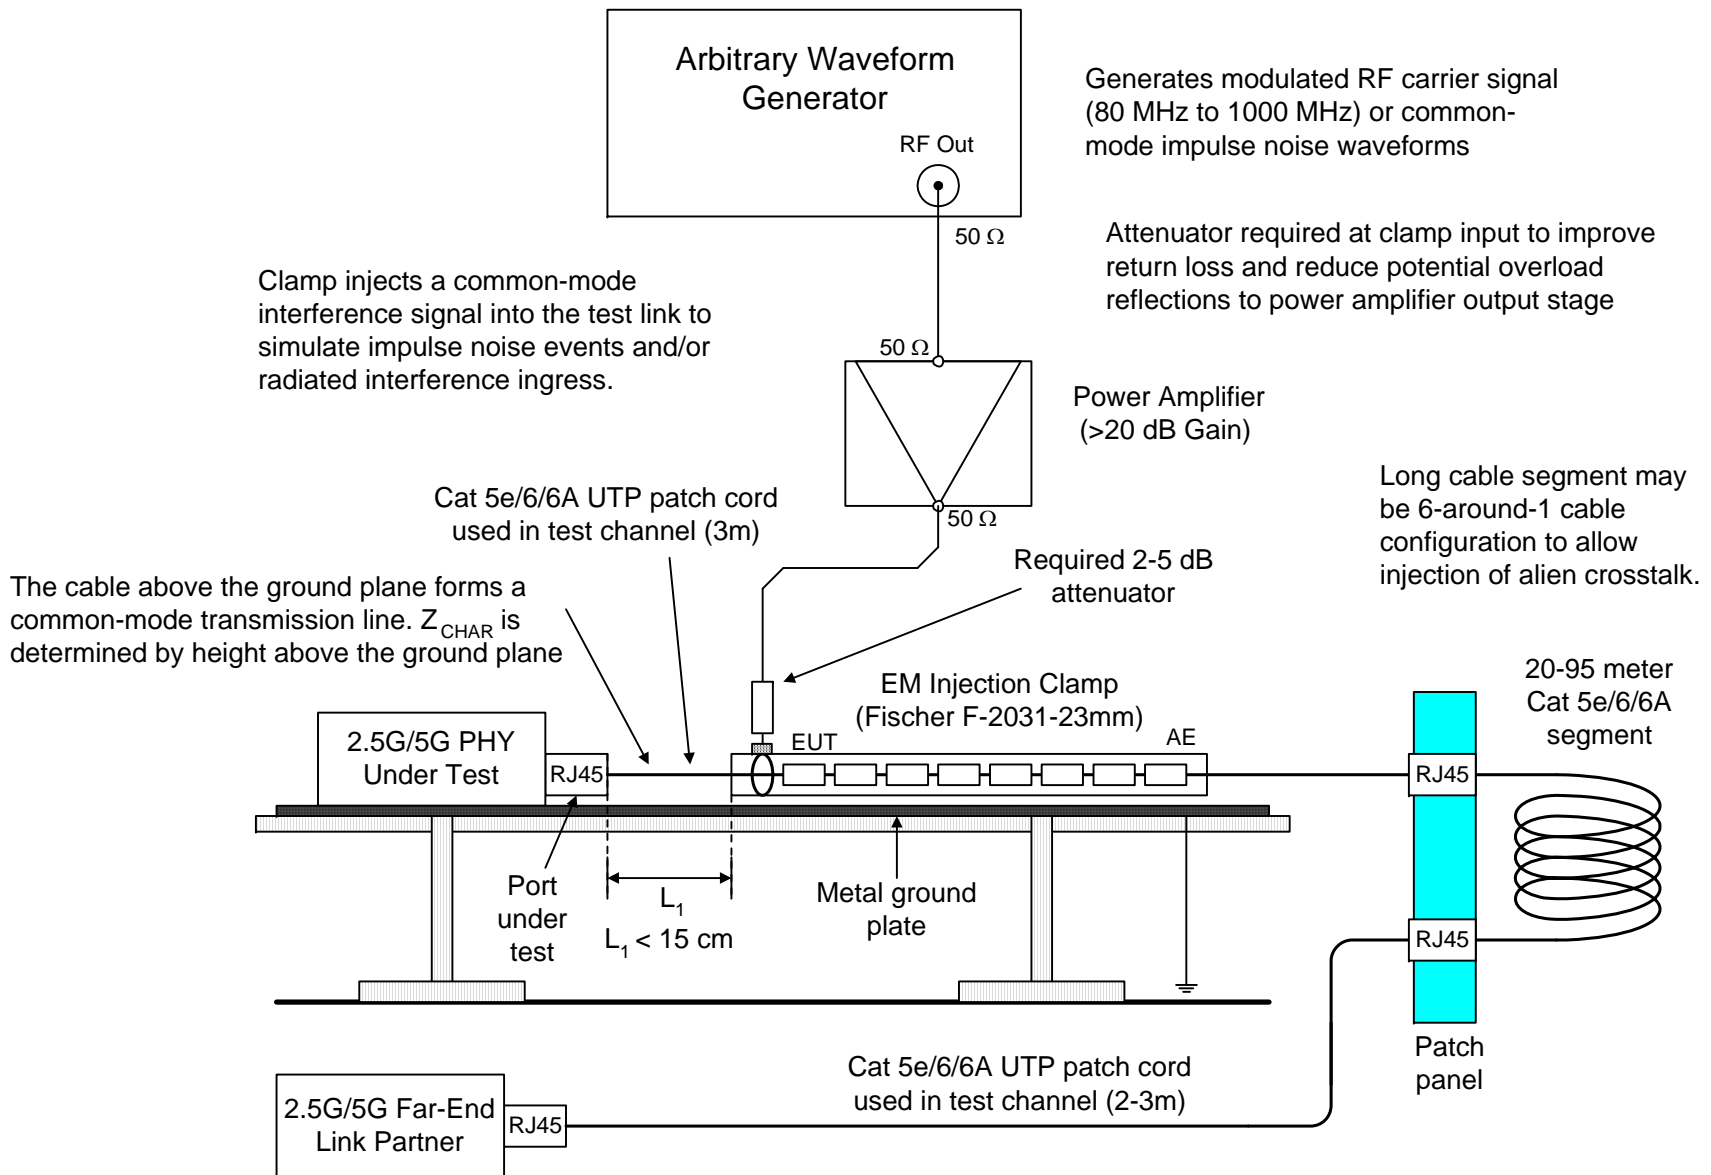 Arbitrary Waveform
Generator
RF Out
50 Ω
Generates modulated RF carrier signal
(80 MHz to 1000 MHz) or common-
mode impulse noise waveforms
Attenuator required at clamp input to improve
return loss and reduce potential overload
reflections to power amplifier output stage
Clamp injects a common-mode
interference signal into the test link to
simulate impulse noise events and/or
radiated interference ingress.
50 Ω
Power Amplifier
(>20 dB Gain)
50 Ω
Cat 5e/6/6A UTP patch cord
used in test channel (3m)
Required 2-5 dB
attenuator
Long cable segment may
be 6-around-1 cable
configuration to allow
injection of alien crosstalk.
The cable above the ground plane forms a
common-mode transmission line. Z CHAR is
determined by height above the ground plane
EM Injection Clamp
(Fischer F-2031-23mm)
20-95 meter
Cat 5e/6/6A
segment
2.5G/5G PHY
Under Test
RJ45
EUT
AE
RJ45
Port
under
test
L1
L1 < 15 cm
Metal ground
plate
RJ45
Patch
panel
Cat 5e/6/6A UTP patch cord
used in test channel (2-3m)
2.5G/5G Far-End
Link Partner
RJ45